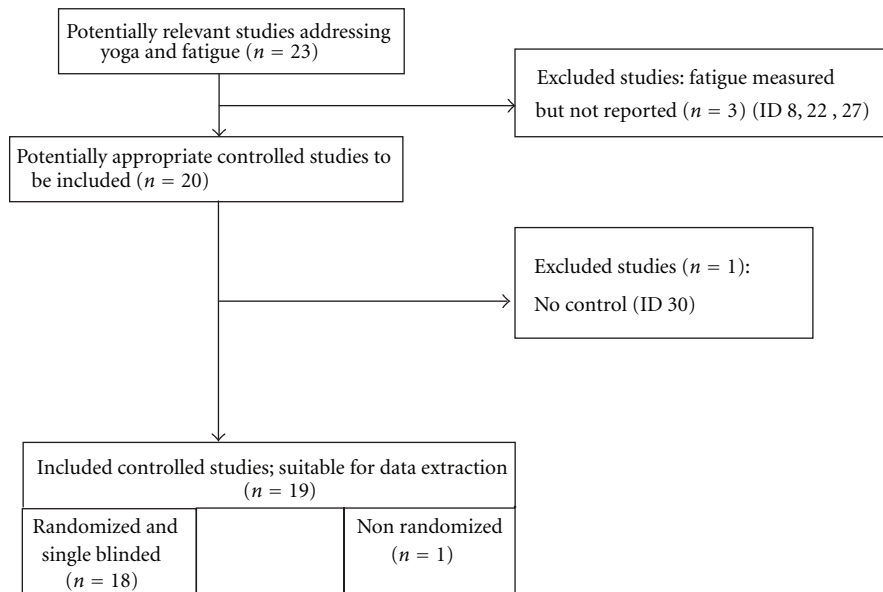 Potentially relevant studies addressing
yoga and fatigue (n = 23)
Excluded studies: fatigue measured
but not reported (n = 3) (ID 8, 22 , 27)
Potentially appropriate controlled studies to
be included (n = 20)
Excluded studies (n = 1):
No control (ID 30)
Included controlled studies; suitable for data extraction
(n = 19)
Randomized and
single blinded
(n = 18)
Non randomized
(n = 1)